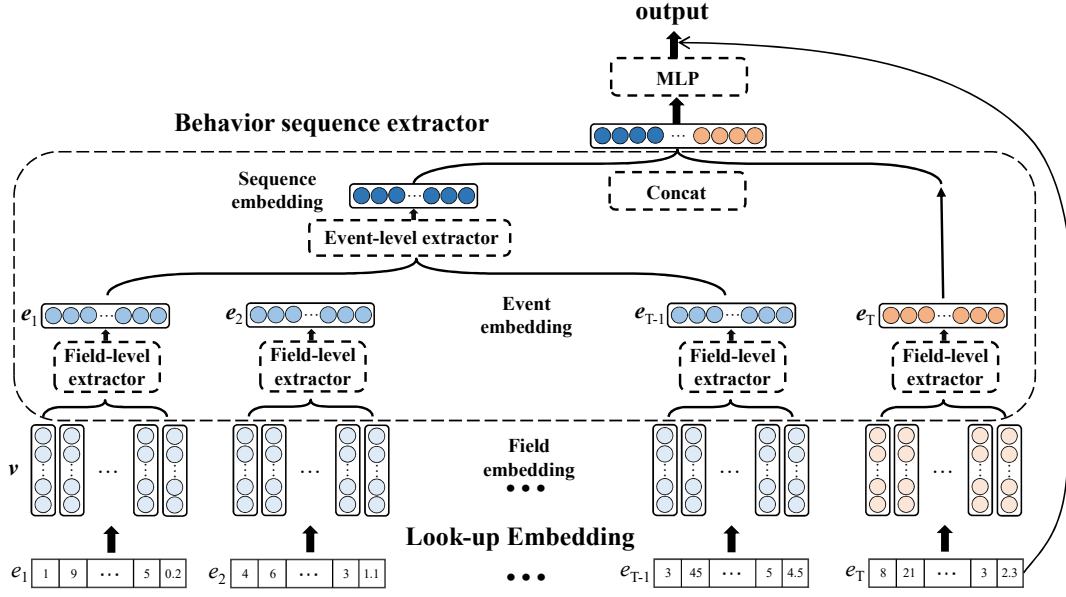 output
MLP
Behavior sequence extractor
...
Sequence
embedding
...
Concat
Event-level extractor
e1
...
e2
...
Event
embedding
eT-1
...
eT
...
Field-level
extractor
Field-level
extractor
Field-level
extractor
Field-level
extractor
v
...
...
Field
embedding
...
...
...
Look-up Embedding
e1 1 9 ... 5 0.2
e2 4 6 ... 3 1.1
...
eT-1 3 45 ... 5 4.5
eT 8 21 ... 3 2.3